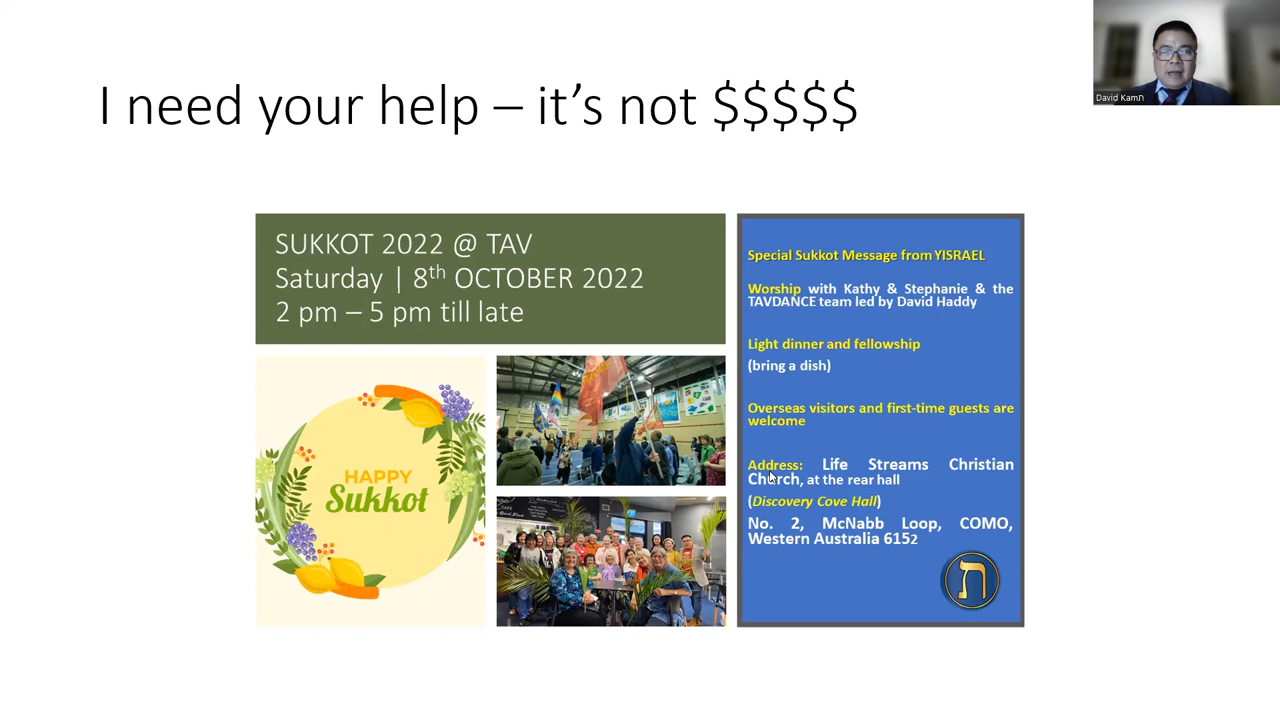 I need your help – it's not $$$$$
David Kamת
SUKKOT 2022 @ TAV
Saturday | 8th OCTOBER 2022
2 pm – 5 pm till late
HAPPY
Sukkot
Special Sukkot Message from YISRAEL
Worship with Kathy & Stephanie & the
TAVDANCE team led by David Haddy
Light dinner and fellowship
(bring a dish)
Overseas visitors and first-time guests are
welcome
Address: Life Streams Christian
Church, at the rear hall
(Discovery Cove Hall)
No. 2, McNabb Loop, COMO,
Western Australia 6152
ת